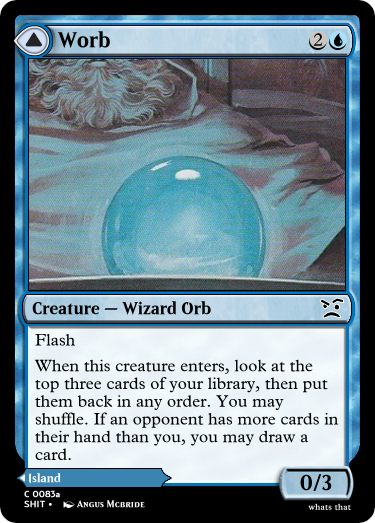 Worb
2
Creature — Wizard Orb
Flash
When this creature enters, look at the
top three cards of your library, then put
them back in any order. You may
shuffle. If an opponent has more cards in
their hand than you, you may draw a
card.
Island
0/3
C 0083a
SHIT • Angus McBride
whats that